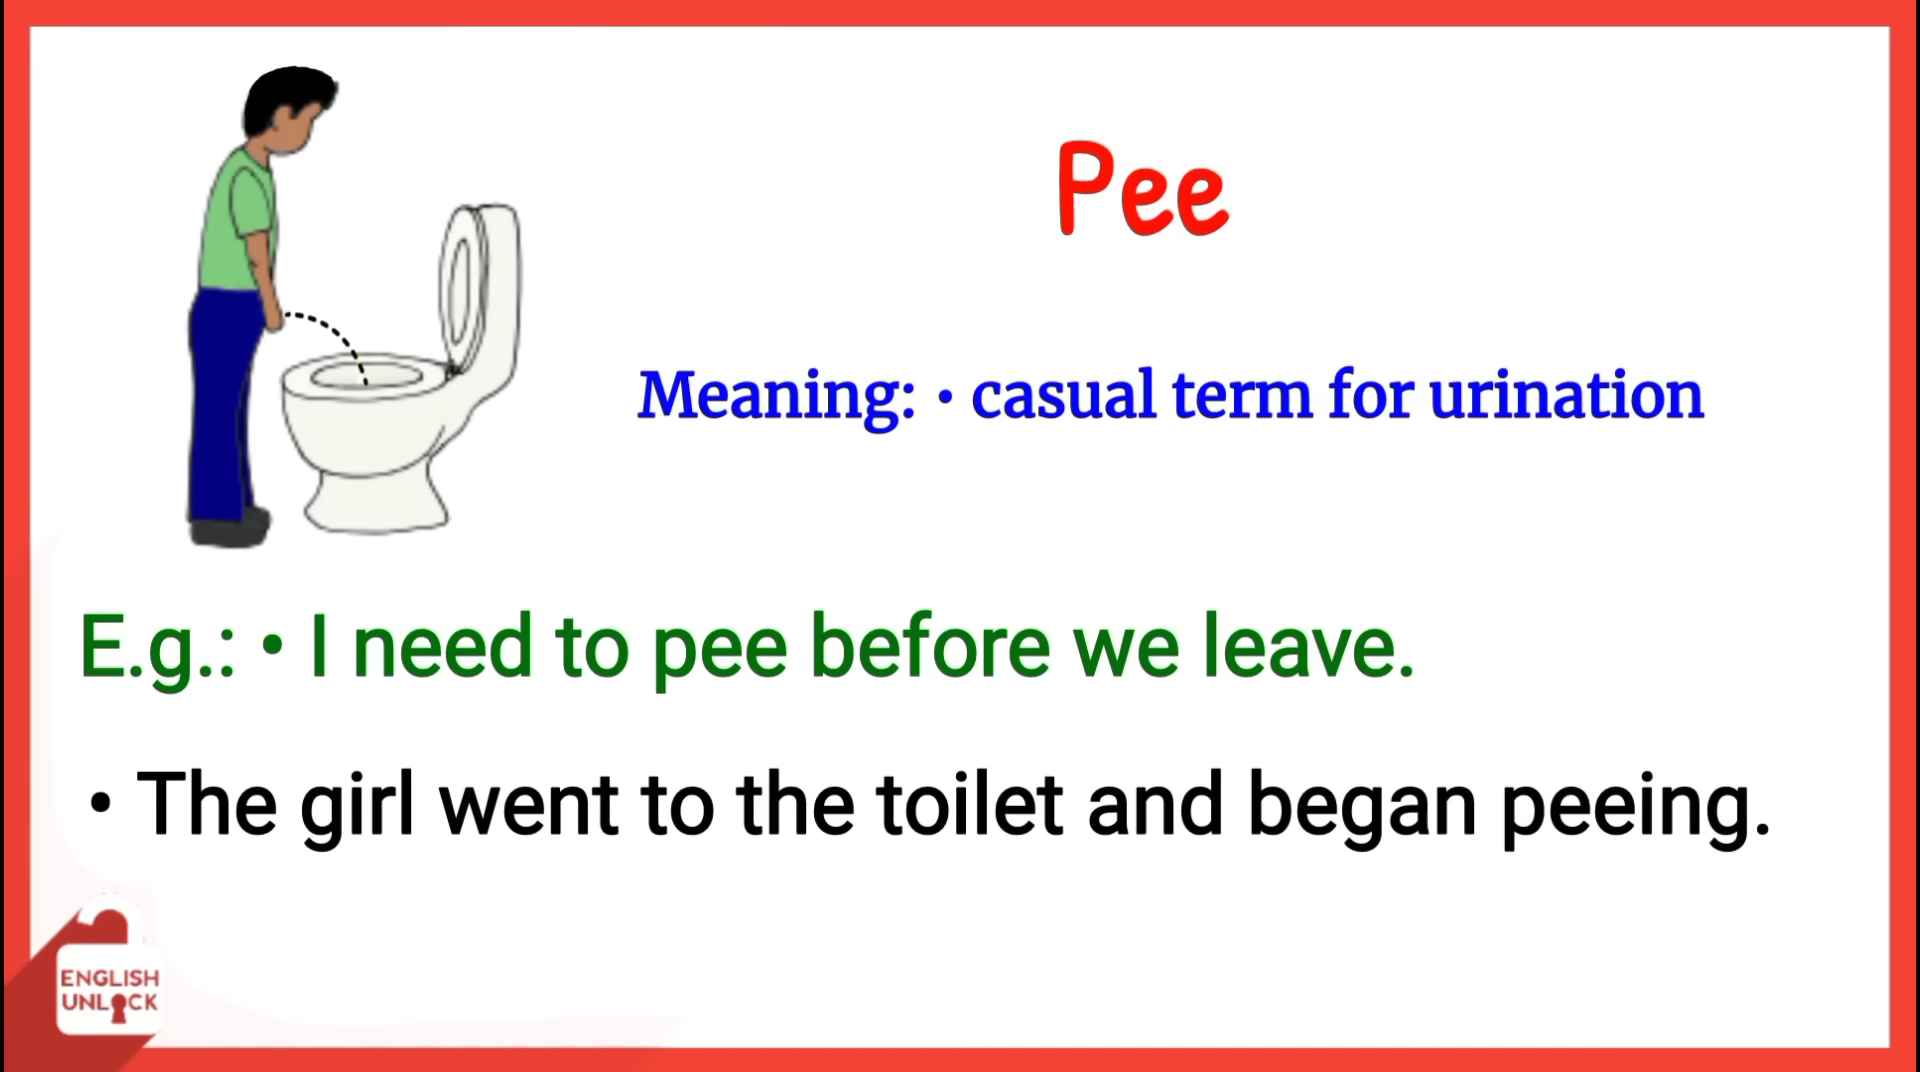 Pee
Meaning: • casual term for urination
E.g.: • I need to pee before we leave.
• The girl went to the toilet and began peeing.
ENGLISH
UNLOCK